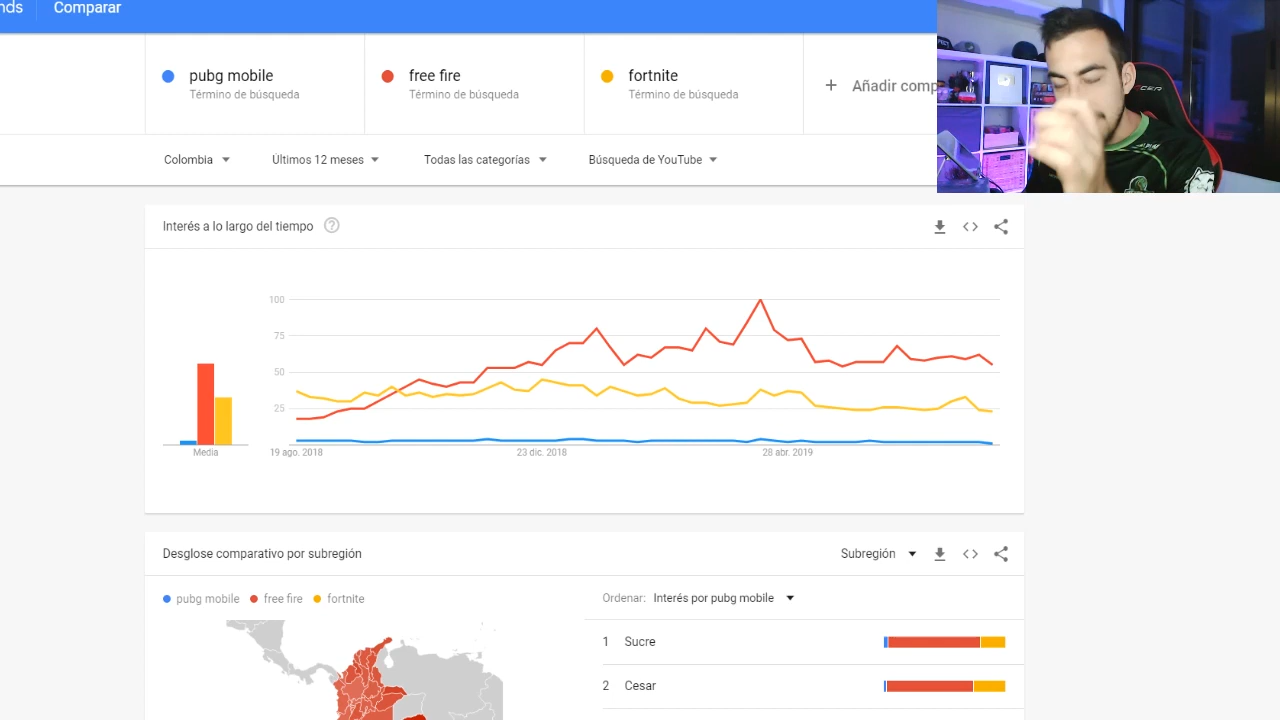 nds Comparar
pubg mobile
Término de búsqueda
free fire
Término de búsqueda
fortnite
Término de búsqueda
+ Añadir comp
Colombia
Últimos 12 meses
Todas las categorías
Búsqueda de YouTube
Interés a lo largo del tiempo
100
75
50
25
Media
19 ago. 2018
23 dic. 2018
28 abr. 2019
Desglose comparativo por subregión
Subregión
pubg mobile
free fire
fortnite
Ordenar: Interés por pubg mobile
1 Sucre
2 Cesar